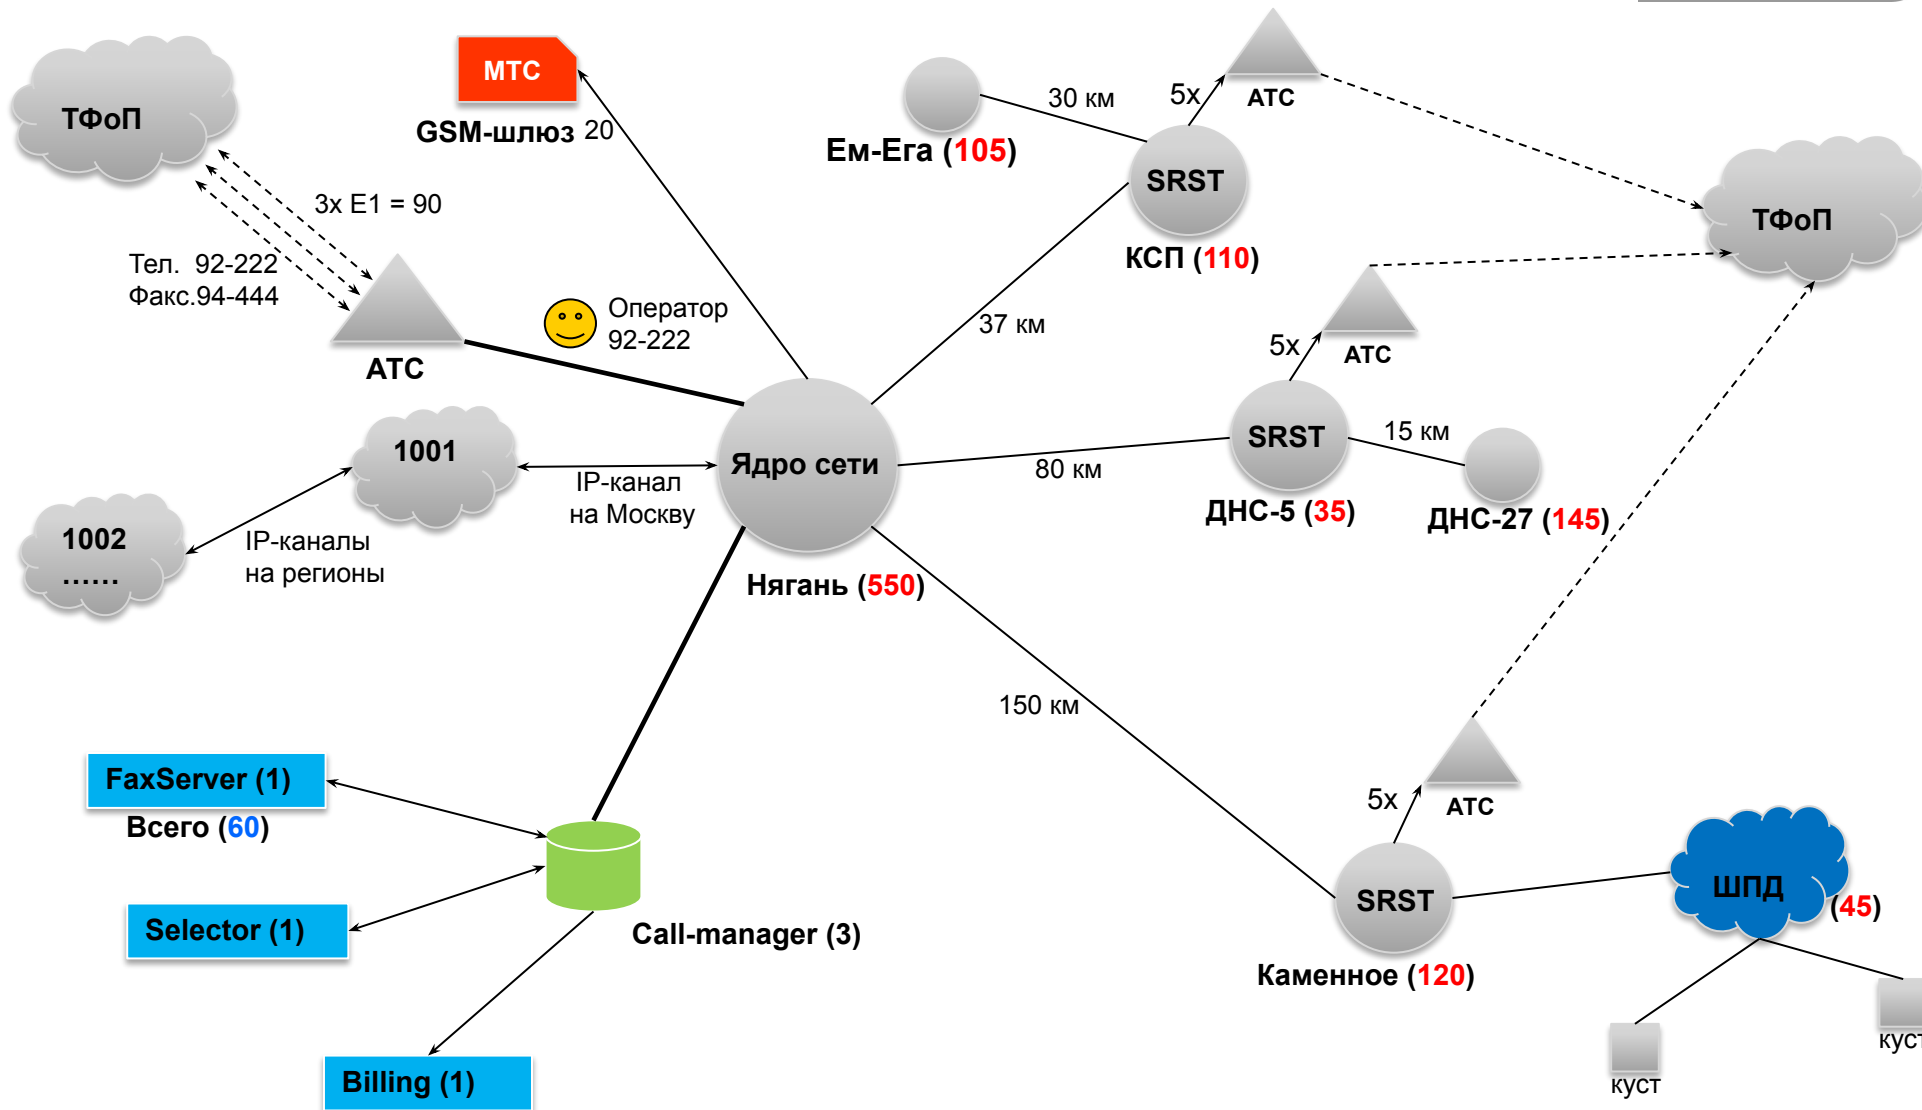 ТФоП
3x E1 = 90
Тел.  92-222
Факс.94-444
АТС
МТС
GSM-шлюз 20
Оператор
92-222
Ем-Ега (105)
30 км
5x
АТС
SRST
КСП (110)
37 км
ТФоП
5x
АТС
SRST
15 км
80 км
ДНС-5 (35)
ДНС-27 (145)
Ядро сети
Нягань (550)
1001
IP-канал
на Москву
1002
......
IP-каналы
на регионы
150 км
5x
АТС
SRST
Каменное (120)
ШПД
(45)
куст
куст
FaxServer (1)
Всего (60)
Selector (1)
Call-manager (3)
Billing (1)